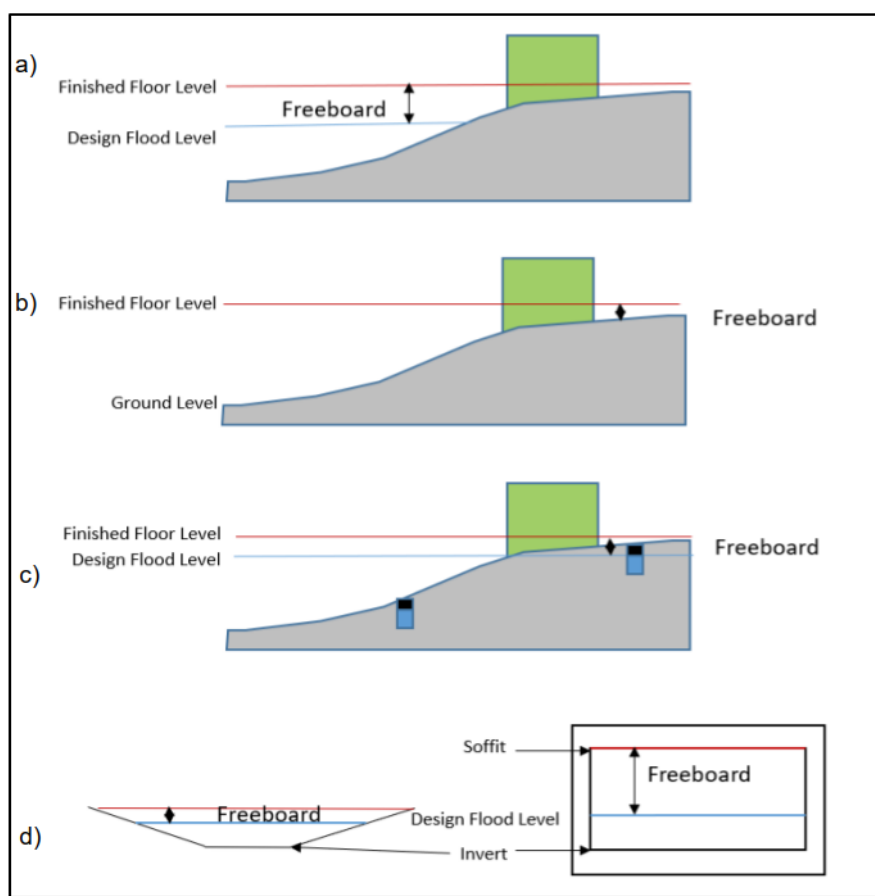 a)
Finished Floor Level
Freeboard
Design Flood Level
b)
Finished Floor Level
Freeboard
Ground Level
Finished Floor Level
Design Flood Level
Freeboard
c)
Soffit
Freeboard
Freeboard
Design Flood Level
d)
Invert